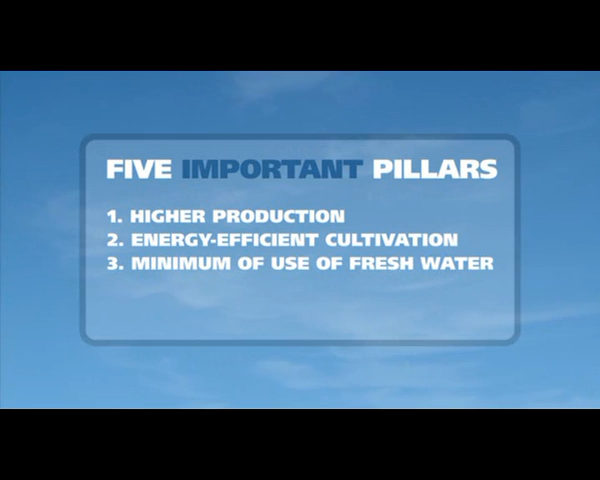 FIVE IMPORTANT PILLARS
1. HIGHER PRODUCTION
2. ENERGY-EFFICIENT CULTIVATION
3. MINIMUM OF USE OF FRESH WATER